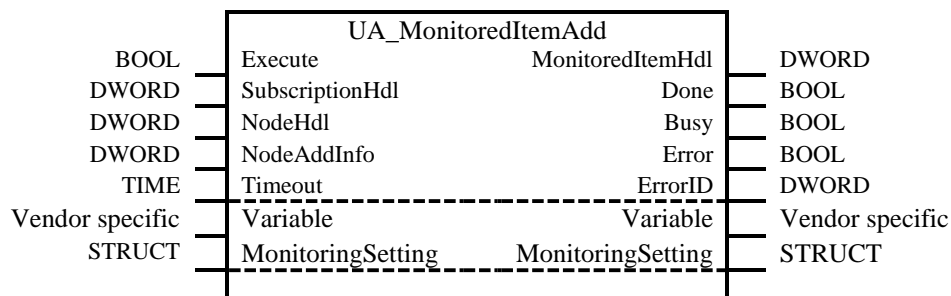 UA_MonitoredItemAdd
BOOL Execute MonitoredItemHdl DWORD
DWORD SubscriptionHdl Done BOOL
DWORD NodeHdl Busy BOOL
DWORD NodeAddInfo Error BOOL
TIME Timeout ErrorID DWORD
Vendor specific Variable Variable Vendor specific
STRUCT MonitoringSetting MonitoringSetting STRUCT